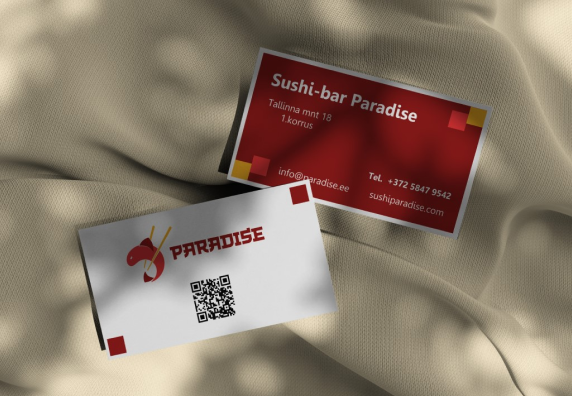 Sushi-bar Paradise
Tallinna mnt 18
1.korrus
info@paradise.ee
Tel. +372 5847 9542
sushiparadise.com
PARADISE